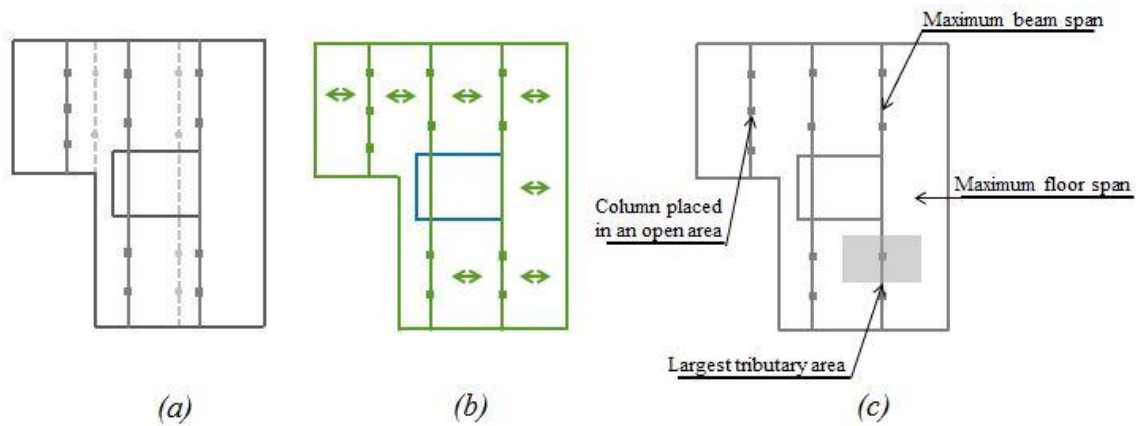 Maximum beam span
Column placed
in an open area
Maximum floor span
Largest tributary area
(a)
(b)
(c)